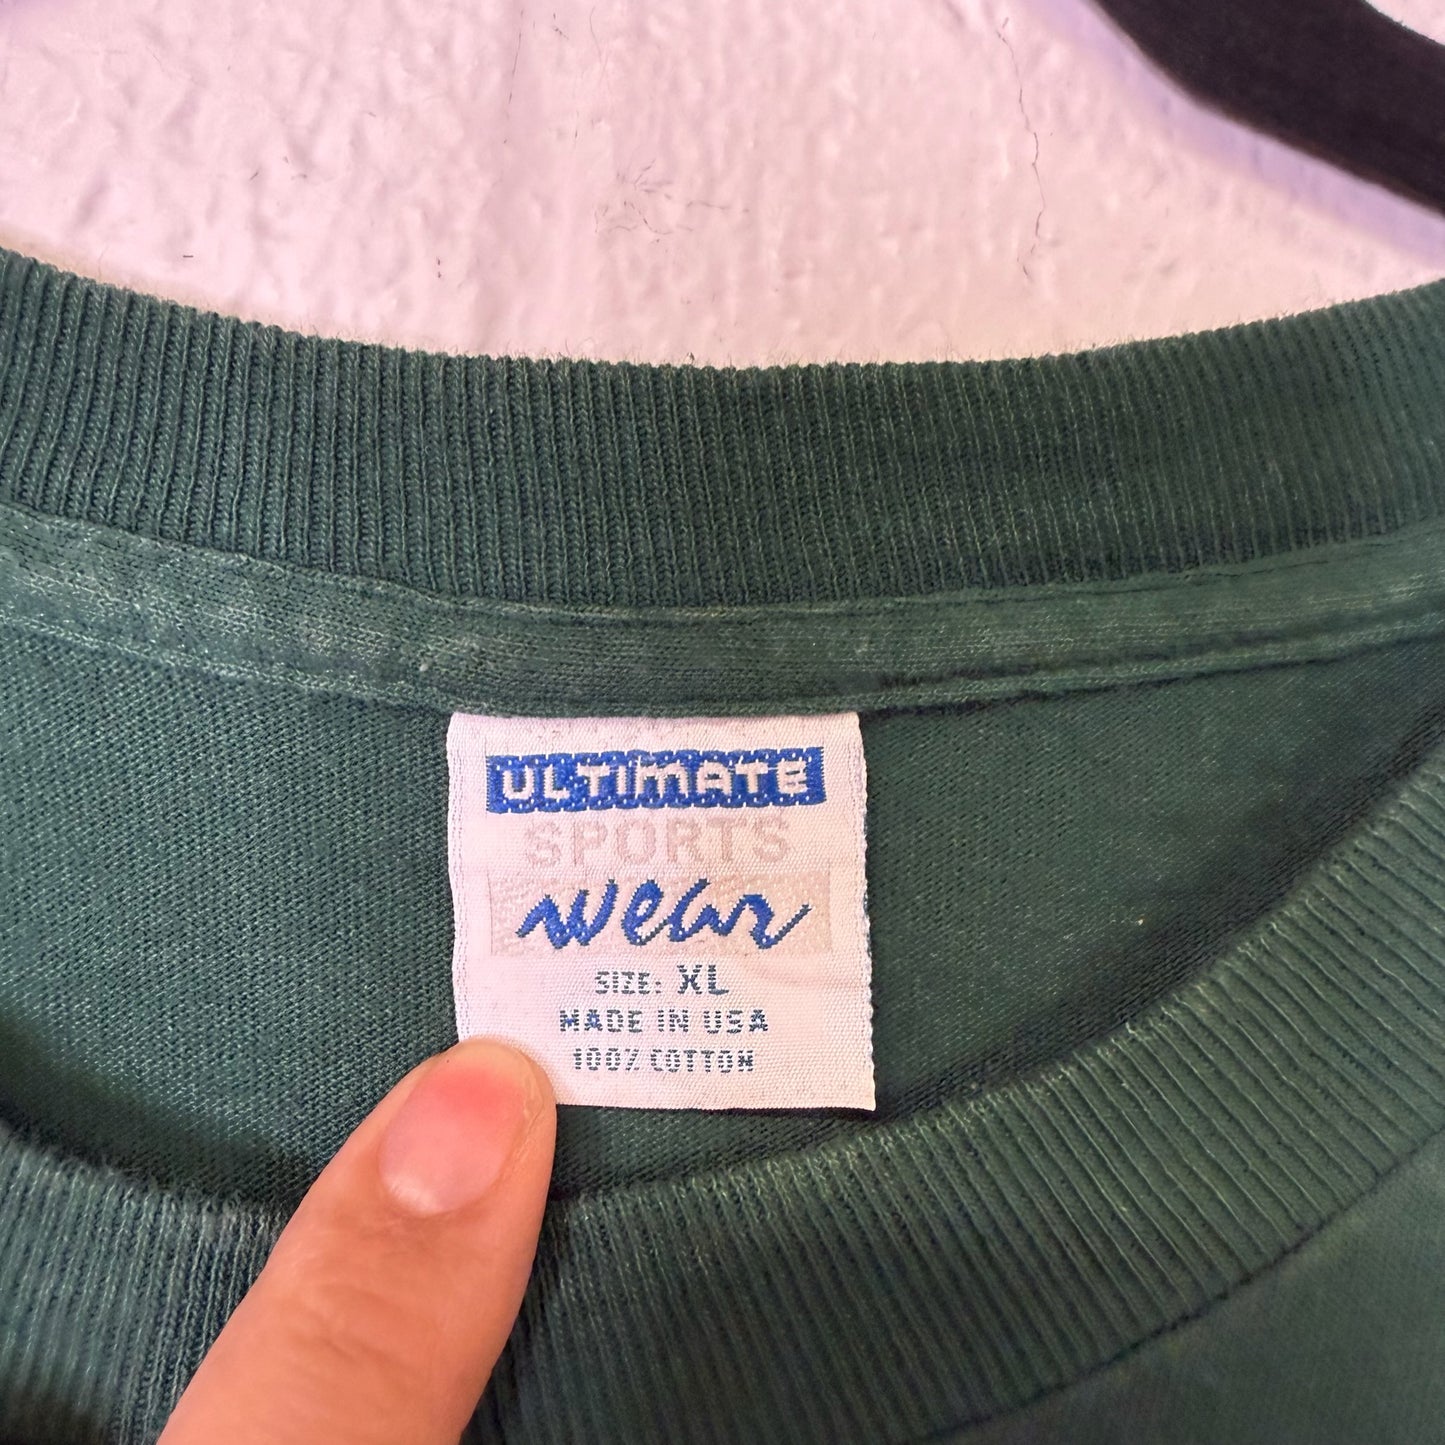 ULTIMATE
SPORTS
wear
SIZE: XL
MADE IN USA
100% COTTON